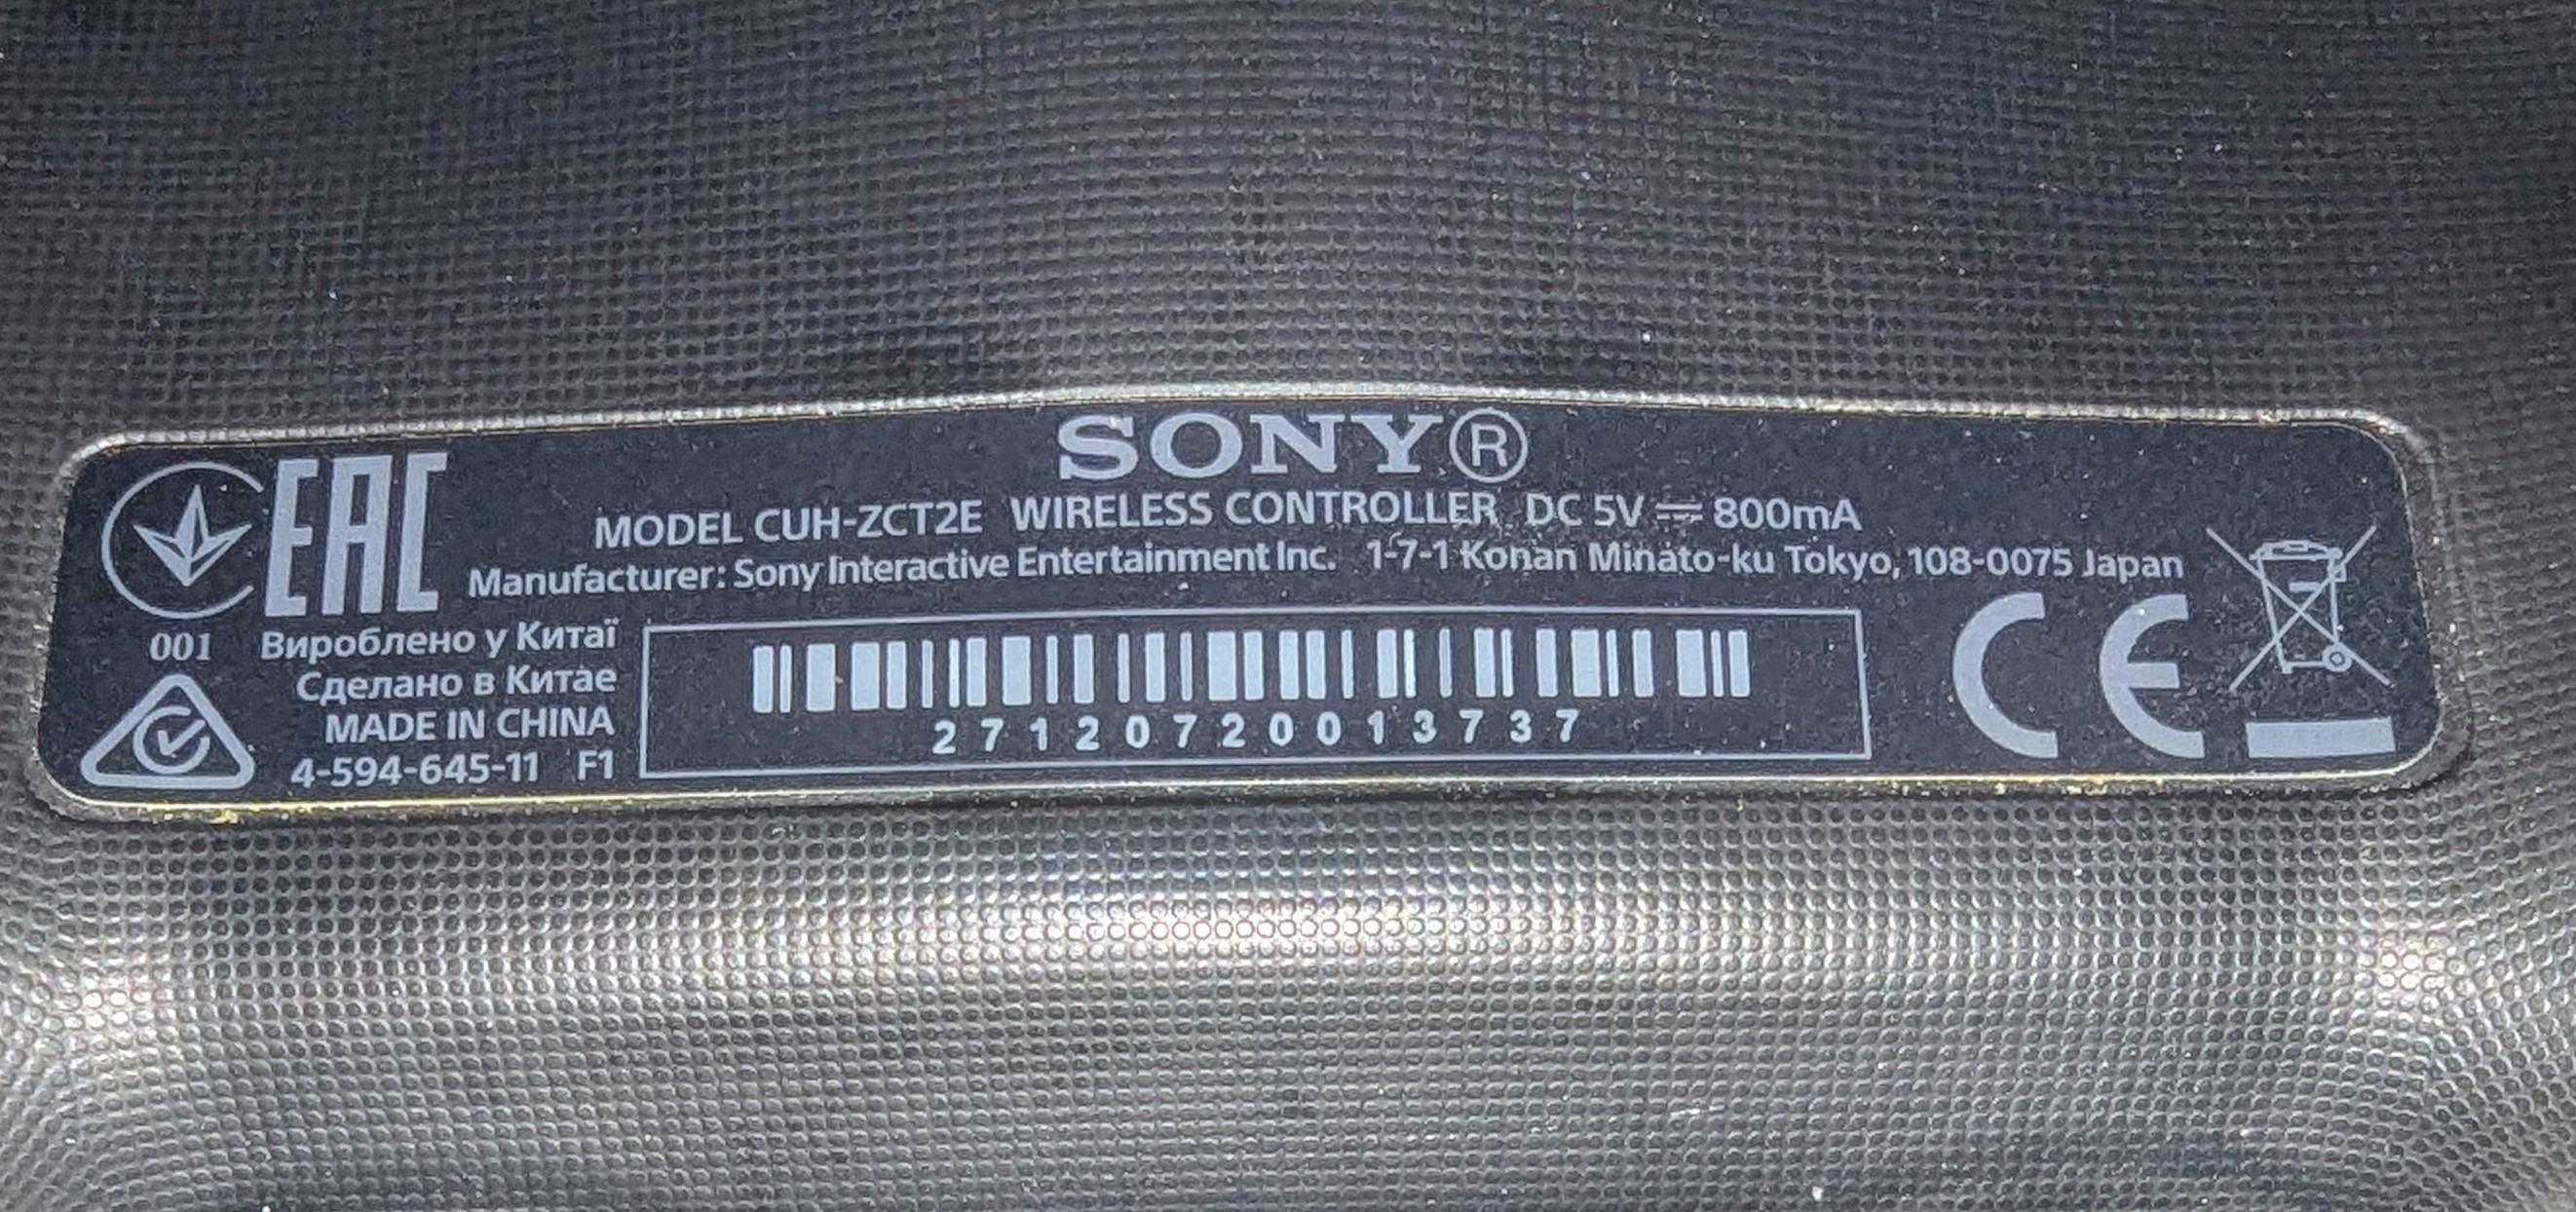 SONY®
EAC
MODEL CUH-ZCT2E WIRELESS CONTROLLER DC 5V ⎓ 800mA
Manufacturer: Sony Interactive Entertainment Inc. 1-7-1 Konan Minato-ku Tokyo, 108-0075 Japan
001
Вироблено у Китаї
Сделано в Китае
MADE IN CHINA
4-594-645-11 F1
27120720013737
CE